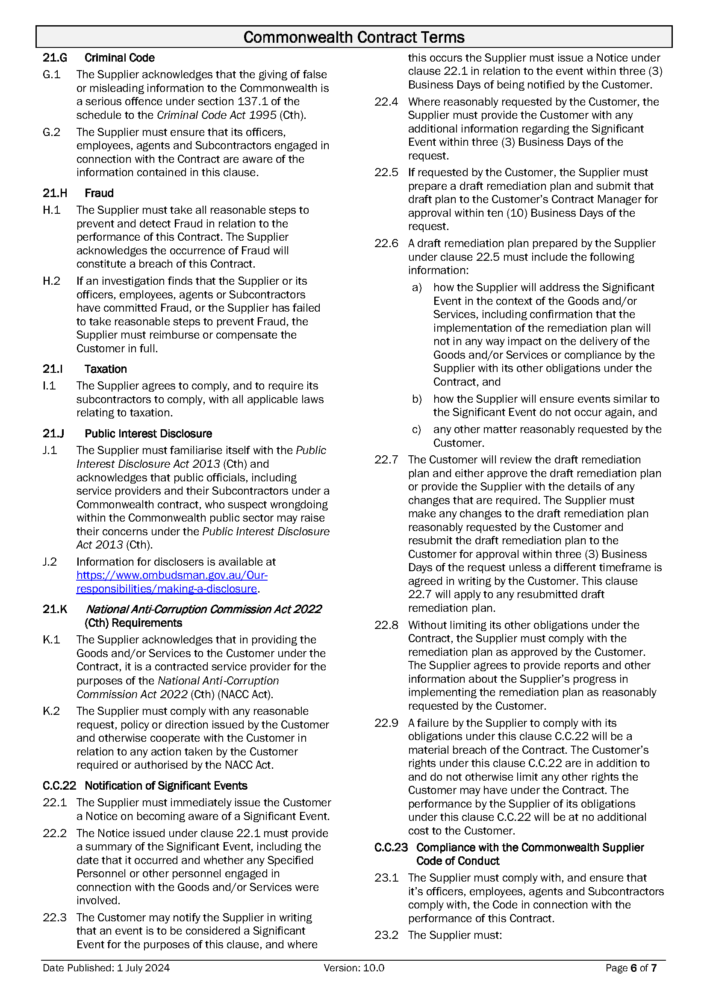 Commonwealth Contract Terms
21.G Criminal Code
G.1 The Supplier acknowledges that the giving of false
or misleading information to the Commonwealth is
a serious offence under section 137.1 of the
schedule to the Criminal Code Act 1995 (Cth).
G.2 The Supplier must ensure that its officers,
employees, agents and Subcontractors engaged in
connection with the Contract are aware of the
information contained in this clause.
21.H Fraud
H.1 The Supplier must take all reasonable steps to
prevent and detect Fraud in relation to the
performance of this Contract. The Supplier
acknowledges the occurrence of Fraud will
constitute a breach of this Contract.
H.2 If an investigation finds that the Supplier or its
officers, employees, agents or Subcontractors
have committed Fraud, or the Supplier has failed
to take reasonable steps to prevent Fraud, the
Supplier must reimburse or compensate the
Customer in full.
21.I Taxation
I.1 The Supplier agrees to comply, and to require its
subcontractors to comply, with all applicable laws
relating to taxation.
21.J Public Interest Disclosure
J.1 The Supplier must familiarise itself with the Public
Interest Disclosure Act 2013 (Cth) and
acknowledges that public officials, including
service providers and their Subcontractors under a
Commonwealth contract, who suspect wrongdoing
within the Commonwealth public sector may raise
their concerns under the Public Interest Disclosure
Act 2013 (Cth).
J.2 Information for disclosers is available at
https://www.ombudsman.gov.au/Our-
responsibilities/making-a-disclosure.
21.K National Anti-Corruption Commission Act 2022
(Cth) Requirements
K.1 The Supplier acknowledges that in providing the
Goods and/or Services to the Customer under the
Contract, it is a contracted service provider for the
purposes of the National Anti-Corruption
Commission Act 2022 (Cth) (NACC Act).
K.2 The Supplier must comply with any reasonable
request, policy or direction issued by the Customer
and otherwise cooperate with the Customer in
relation to any action taken by the Customer
required or authorised by the NACC Act.
C.C.22 Notification of Significant Events
22.1 The Supplier must immediately issue the Customer
a Notice on becoming aware of a Significant Event.
22.2 The Notice issued under clause 22.1 must provide
a summary of the Significant Event, including the
date that it occurred and whether any Specified
Personnel or other personnel engaged in
connection with the Goods and/or Services were
involved.
22.3 The Customer may notify the Supplier in writing
that an event is to be considered a Significant
Event for the purposes of this clause, and where
this occurs the Supplier must issue a Notice under
clause 22.1 in relation to the event within three (3)
Business Days of being notified by the Customer.
22.4 Where reasonably requested by the Customer, the
Supplier must provide the Customer with any
additional information regarding the Significant
Event within three (3) Business Days of the
request.
22.5 If requested by the Customer, the Supplier must
prepare a draft remediation plan and submit that
draft plan to the Customer’s Contract Manager for
approval within ten (10) Business Days of the
request.
22.6 A draft remediation plan prepared by the Supplier
under clause 22.5 must include the following
information:
a) how the Supplier will address the Significant
Event in the context of the Goods and/or
Services, including confirmation that the
implementation of the remediation plan will
not in any way impact on the delivery of the
Goods and/or Services or compliance by the
Supplier with its other obligations under the
Contract, and
b) how the Supplier will ensure events similar to
the Significant Event do not occur again, and
c) any other matter reasonably requested by the
Customer.
22.7 The Customer will review the draft remediation
plan and either approve the draft remediation plan
or provide the Supplier with the details of any
changes that are required. The Supplier must
make any changes to the draft remediation plan
reasonably requested by the Customer and
resubmit the draft remediation plan to the
Customer for approval within three (3) Business
Days of the request unless a different timeframe is
agreed in writing by the Customer. This clause
22.7 will apply to any resubmitted draft
remediation plan.
22.8 Without limiting its other obligations under the
Contract, the Supplier must comply with the
remediation plan as approved by the Customer.
The Supplier agrees to provide reports and other
information about the Supplier’s progress in
implementing the remediation plan as reasonably
requested by the Customer.
22.9 A failure by the Supplier to comply with its
obligations under this clause C.C.22 will be a
material breach of the Contract. The Customer’s
rights under this clause C.C.22 are in addition to
and do not otherwise limit any other rights the
Customer may have under the Contract. The
performance by the Supplier of its obligations
under this clause C.C.22 will be at no additional
cost to the Customer.
C.C.23 Compliance with the Commonwealth Supplier
Code of Conduct
23.1 The Supplier must comply with, and ensure that
it’s officers, employees, agents and Subcontractors
comply with, the Code in connection with the
performance of this Contract.
23.2 The Supplier must:
Date Published: 1 July 2024 Version: 10.0 Page 6 of 7